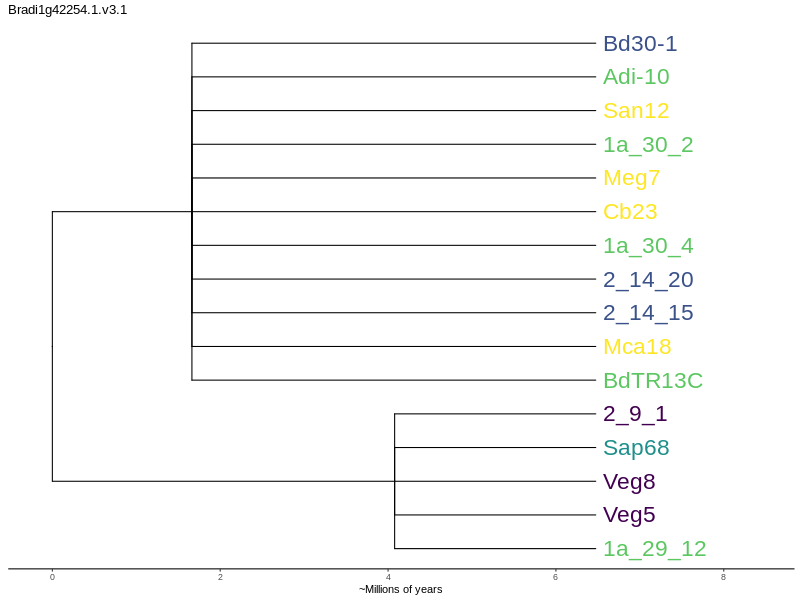 Bradi1g42254.1.v3.1
Bd30-1
Adi-10
San12
1a_30_2
Meg7
Cb23
1a_30_4
2_14_20
2_14_15
Mca18
BdTR13C
2_9_1
Sap68
Veg8
Veg5
1a_29_12
0 2 4 6 8
~Millions of years